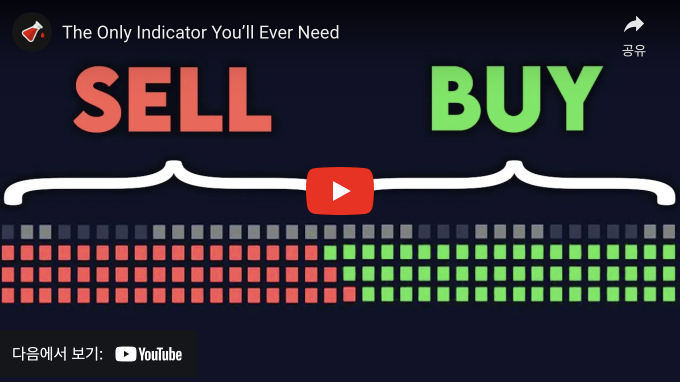 The Only Indicator You’ll Ever Need
공유
SELL BUY
다음에서 보기: YouTube